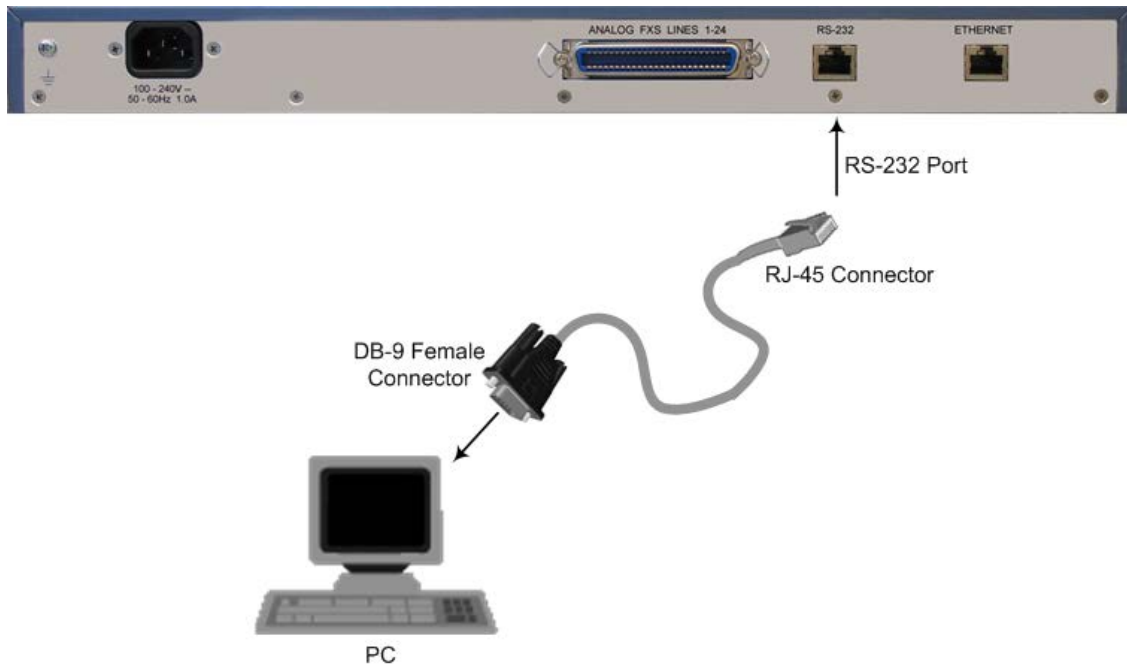 ANALOG FXS LINES 1-24
RS-232
ETHERNET
100 - 240V ⎓
50 - 60Hz 1.0A
RS-232 Port
RJ-45 Connector
DB-9 Female
Connector
PC